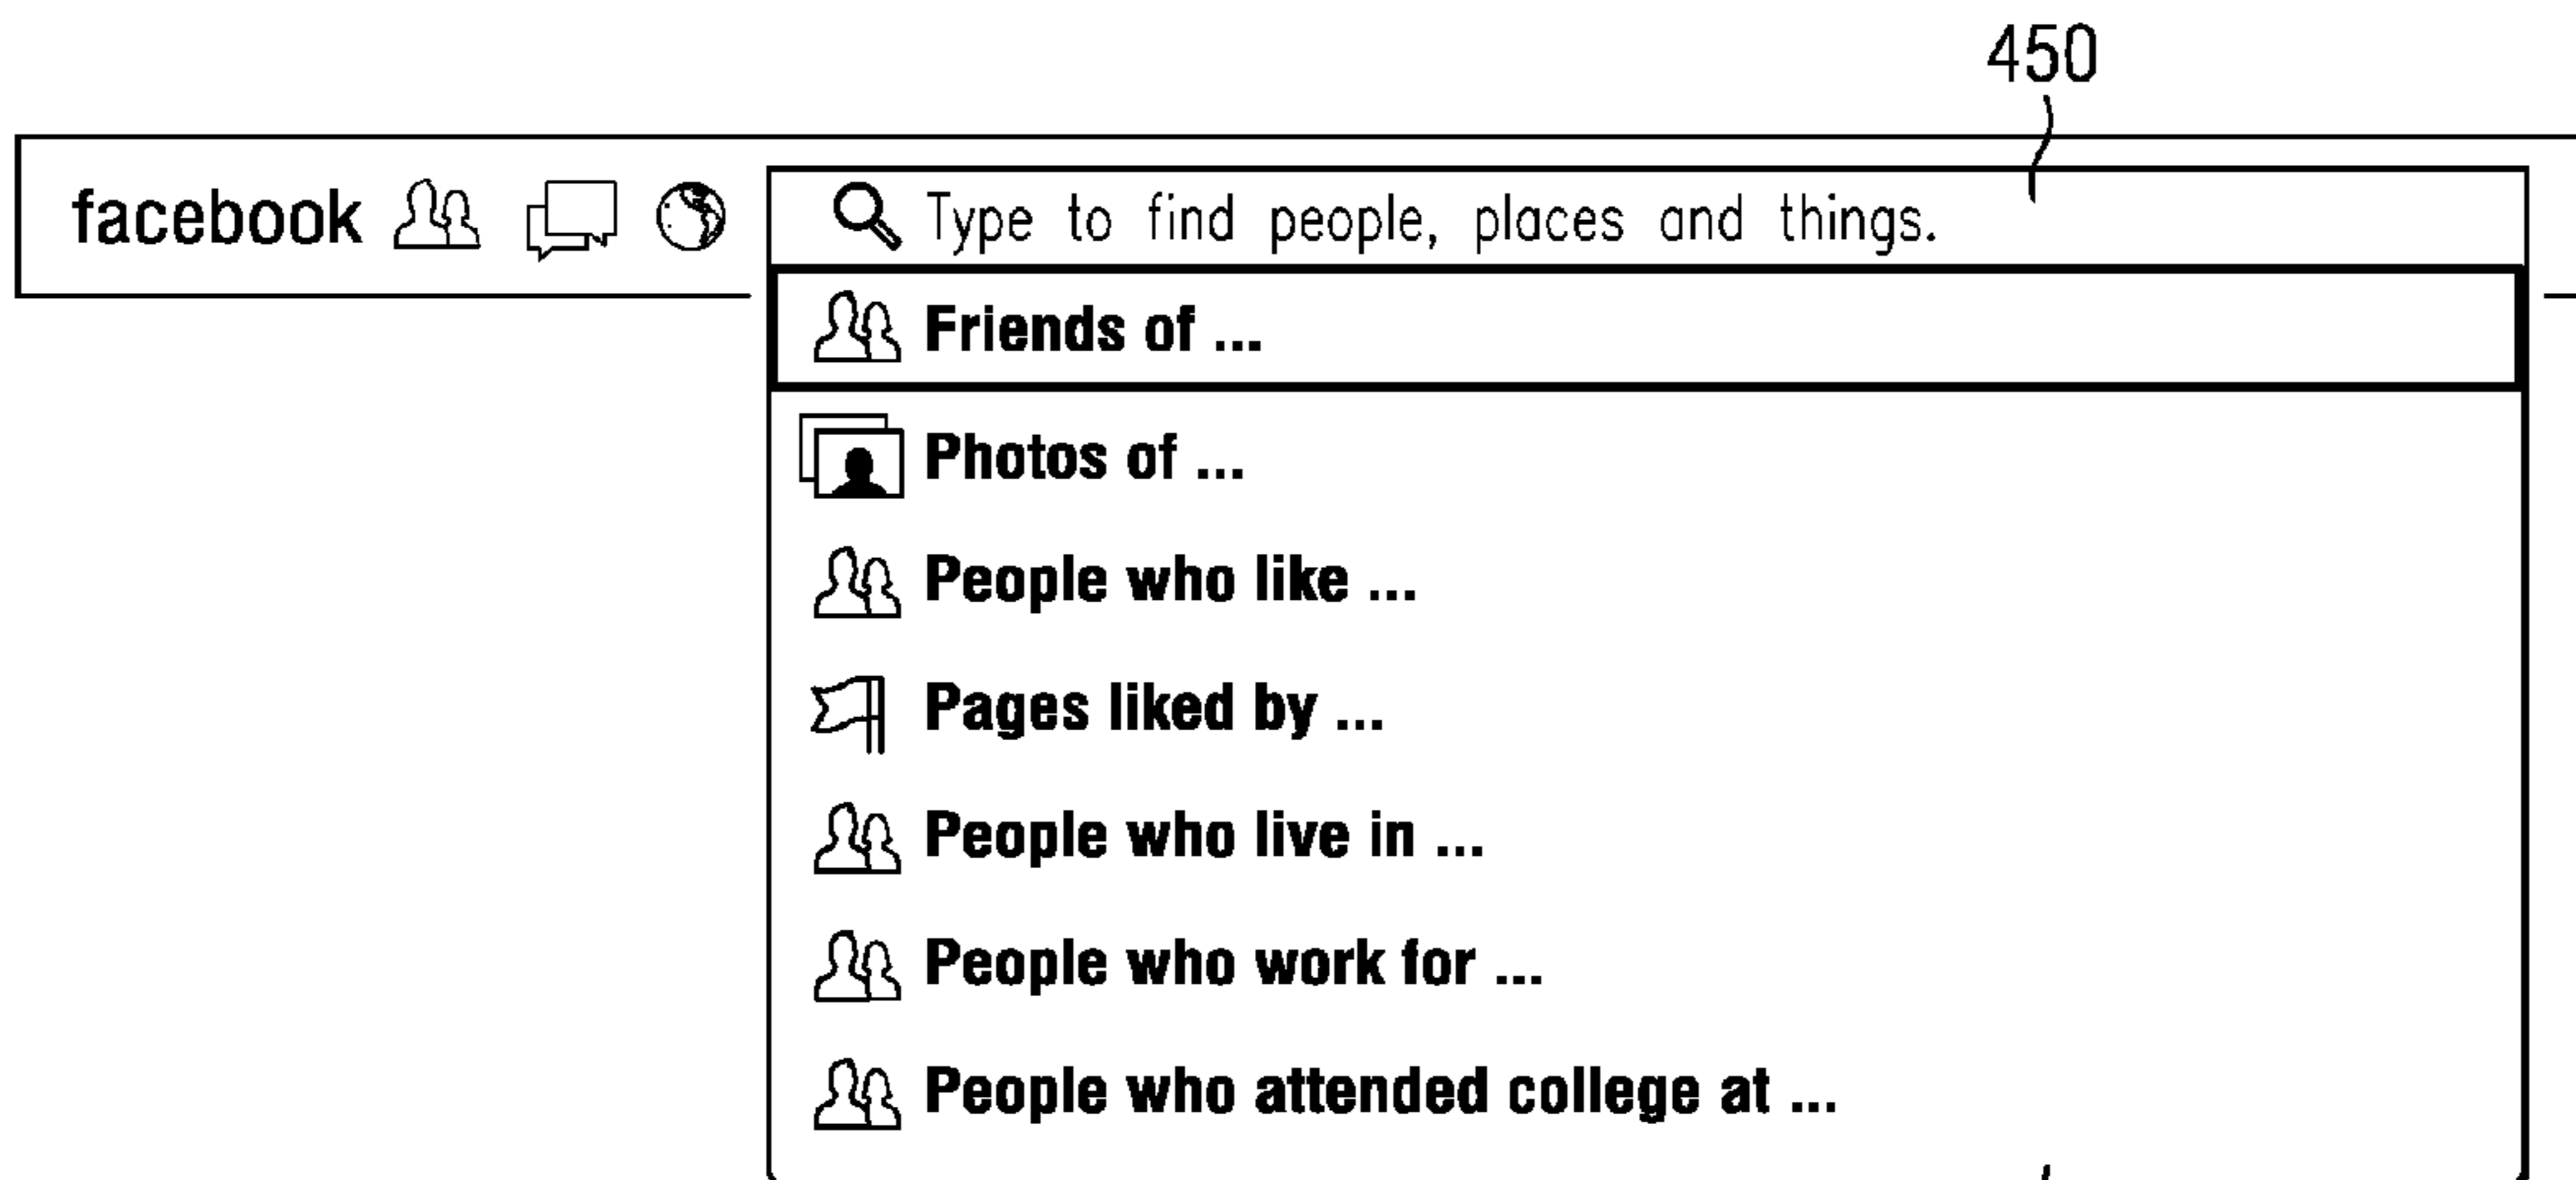 450
facebook
Type to find people, places and things.
Friends of ...
Photos of ...
People who like ...
Pages liked by ...
People who live in ...
People who work for ...
People who attended college at ...